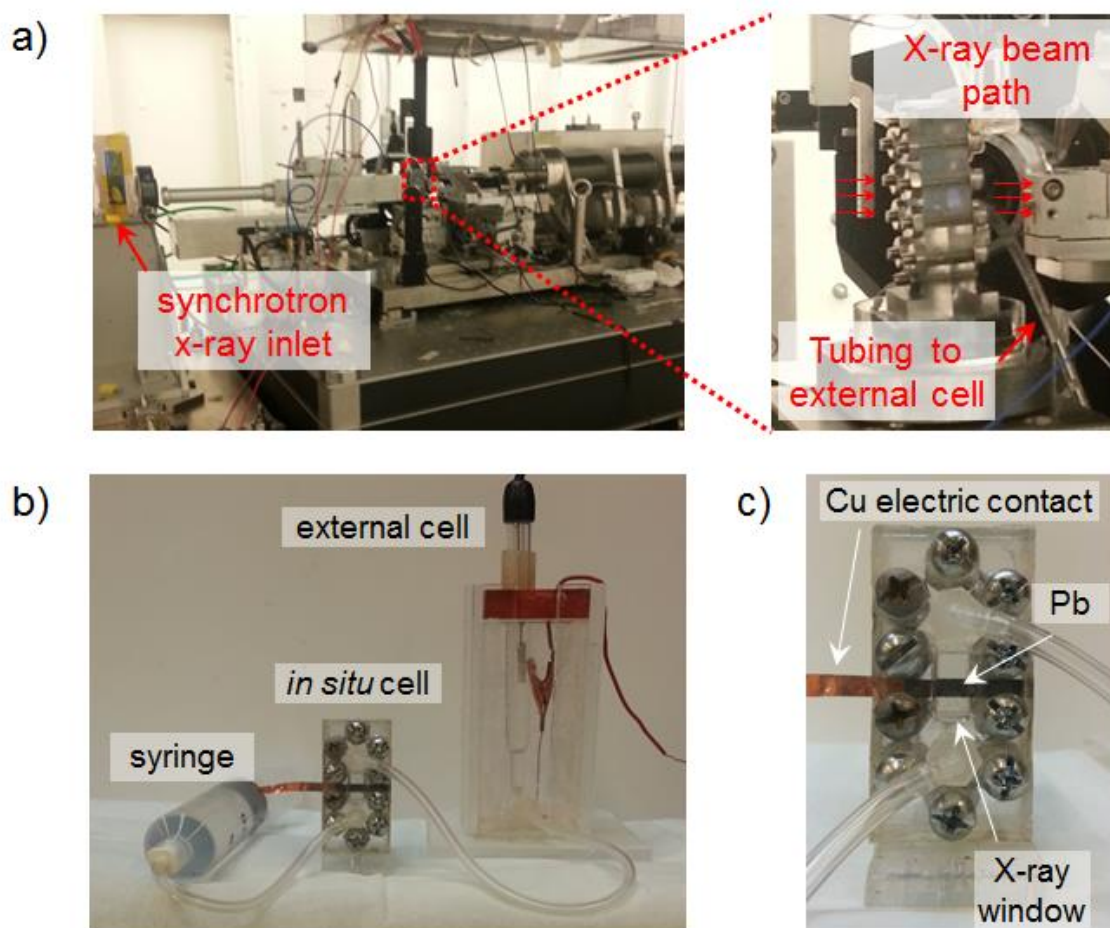 a)
X-ray beam
path
synchrotron
x-ray inlet
Tubing to
external cell
b)
external cell
in situ cell
syringe
c)
Cu electric contact
Pb
X-ray
window